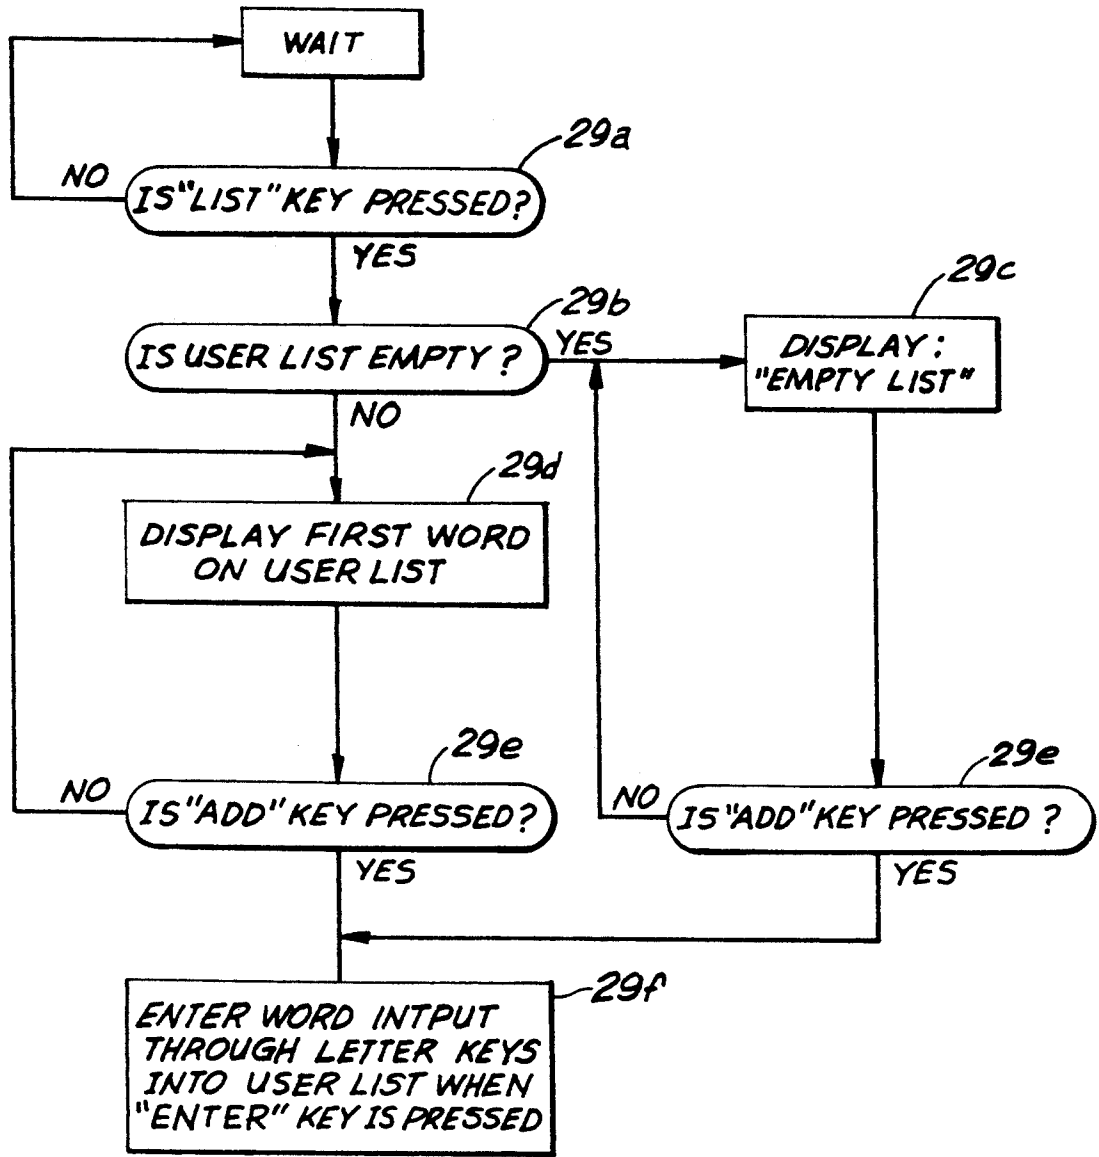 WAIT
29a
NO
IS "LIST" KEY PRESSED?
YES
29b
29c
IS USER LIST EMPTY ?
YES
DISPLAY :
"EMPTY LIST"
NO
29d
DISPLAY FIRST WORD
ON USER LIST
29e
29e
NO
IS "ADD" KEY PRESSED?
NO
IS "ADD" KEY PRESSED ?
YES
YES
29f
ENTER WORD INTPUT
THROUGH LETTER KEYS
INTO USER LIST WHEN
"ENTER" KEY IS PRESSED